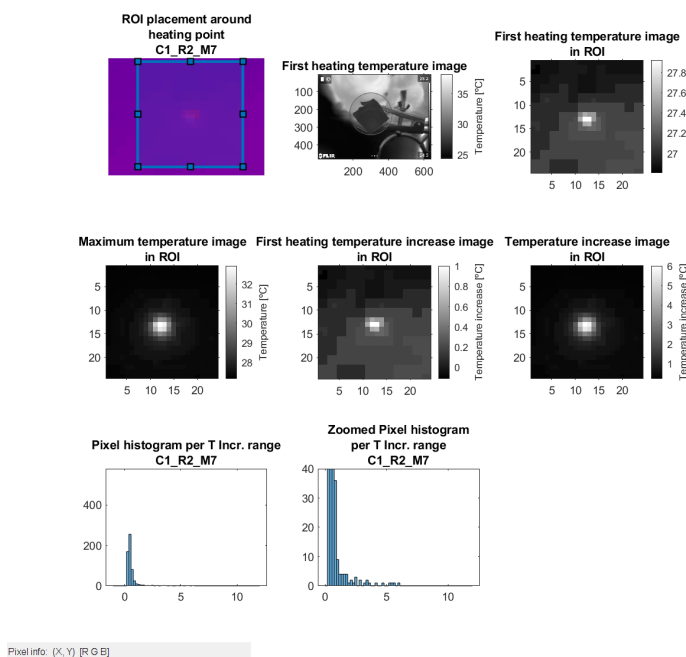 ROI placement around
heating point
C1_R2_M7
First heating temperature image
100
200
300
400
200 400 600
35
30
25
Temperature [ºC]
First heating temperature image
in ROI
5
10
15
20
5 10 15 20
27.8
27.6
27.4
27.2
27
Maximum temperature image
in ROI
5
10
15
20
5 10 15 20
32
31
30
29
28
Temperature [ºC]
First heating temperature increase image
in ROI
5
10
15
20
5 10 15 20
1
0.8
0.6
0.4
0.2
0
Temperature increase [ºC]
Temperature increase image
in ROI
5
10
15
20
5 10 15 20
6
5
4
3
2
1
Temperature increase [ºC]
Pixel histogram per T Incr. range
C1_R2_M7
400
200
0
0 5 10
Zoomed Pixel histogram
per T Incr. range
C1_R2_M7
40
30
20
10
0
0 5 10
Pixel info: (X, Y) [R G B]